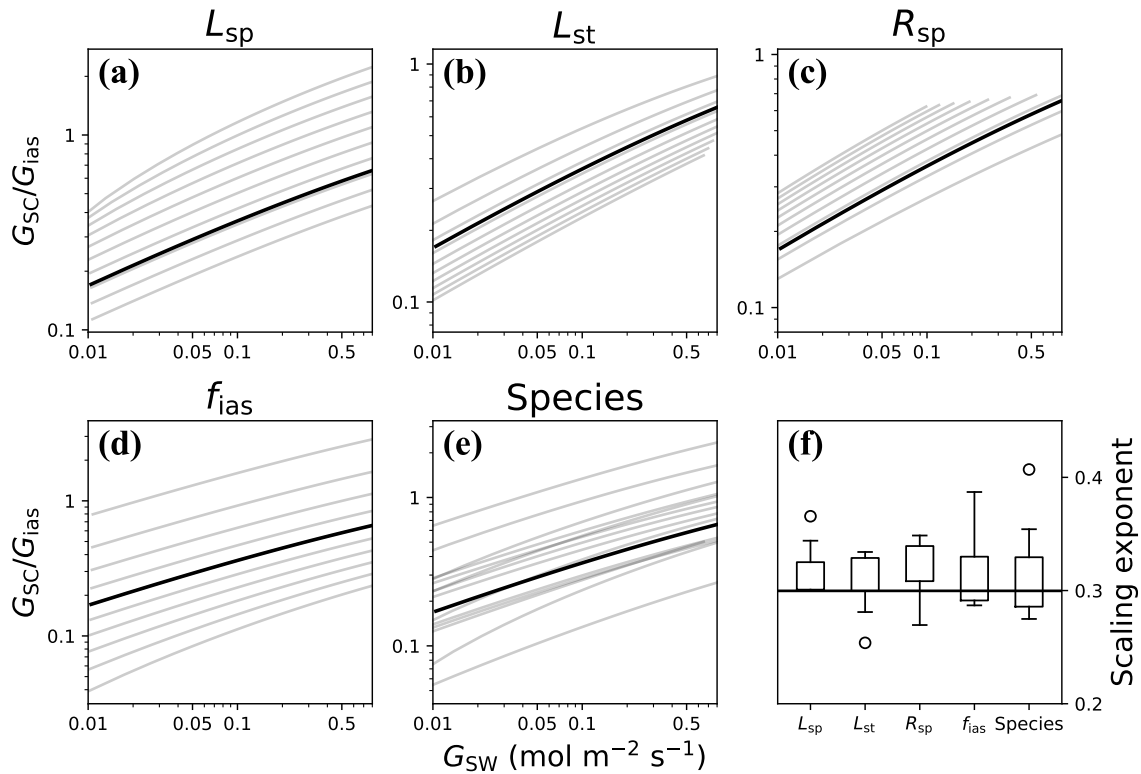 L_sp
L_st
R_sp
(a)
(b)
(c)
G_SC/G_ias
1
0.1
0.01
0.05
0.1
0.5
1
0.1
0.01
0.05
0.1
0.5
1
0.1
0.01
0.05
0.1
0.5
f_ias
Species
(d)
(e)
(f)
G_SC/G_ias
1
0.1
0.01
0.05
0.1
0.5
1
0.1
0.01
0.05
0.1
0.5
G_SW (mol m⁻² s⁻¹)
0.4
0.3
0.2
Scaling exponent
L_sp
L_st
R_sp
f_ias
Species